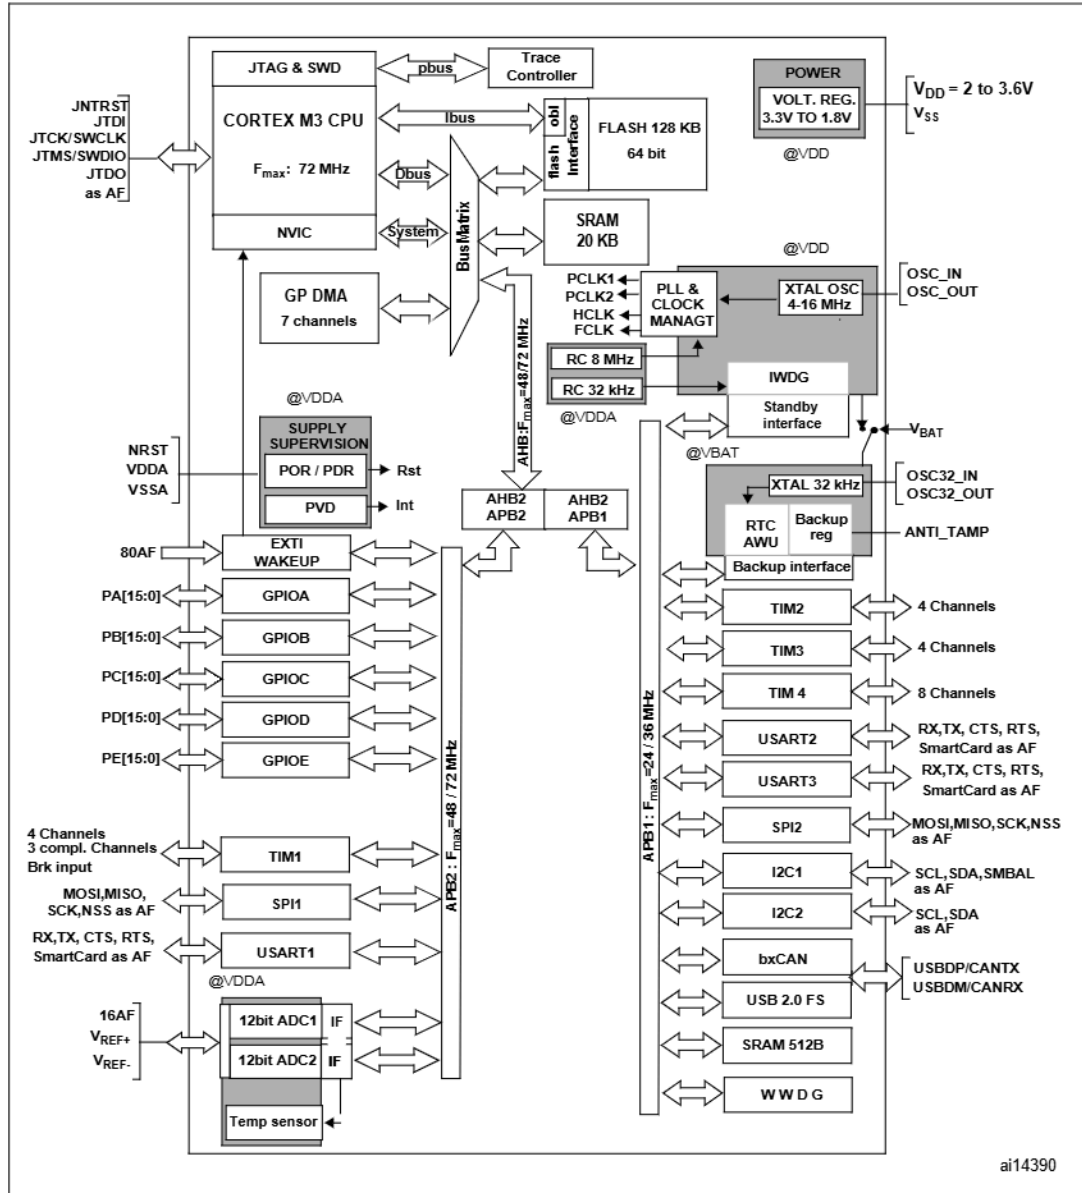 JTAG & SWD
pbus
Trace
Controller
POWER
VOLT. REG.
3.3V TO 1.8V
@VDD
VDD = 2 to 3.6V
VSS
JNTRST
JTDI
JTCK/SWCLK
JTMS/SWDIO
JTDO
as AF
CORTEX M3 CPU
Fmax: 72 MHz
NVIC
Ibus
Dbus
System
BusMatrix
obl
flash
Interface
FLASH 128 KB
64 bit
SRAM
20 KB
GP DMA
7 channels
AHB:Fmax=48/72 MHz
@VDD
PCLK1
PCLK2
HCLK
FCLK
PLL &
CLOCK
MANAGT
XTAL OSC
4-16 MHz
OSC_IN
OSC_OUT
RC 8 MHz
RC 32 kHz
@VDDA
IWDG
Standby
interface
@VBAT
VBAT
@VDDA
SUPPLY
SUPERVISION
POR / PDR
Rst
PVD
Int
NRST
VDDA
VSSA
AHB2
APB2
AHB2
APB1
XTAL 32 kHz
OSC32_IN
OSC32_OUT
RTC
AWU
Backup
reg
ANTI_TAMP
Backup interface
80AF
EXTI
WAKEUP
PA[15:0]
GPIOA
PB[15:0]
GPIOB
PC[15:0]
GPIOC
PD[15:0]
GPIOD
PE[15:0]
GPIOE
4 Channels
3 compl. Channels
Brk input
TIM1
MOSI,MISO,
SCK,NSS as AF
SPI1
RX,TX, CTS, RTS,
SmartCard as AF
USART1
@VDDA
16AF
VREF+
VREF-
12bit ADC1
IF
12bit ADC2
IF
Temp sensor
APB2 : Fmax=48 / 72 MHz
APB1 : Fmax=24 / 36 MHz
TIM2
4 Channels
TIM3
4 Channels
TIM 4
8 Channels
USART2
RX,TX, CTS, RTS,
SmartCard as AF
USART3
RX,TX, CTS, RTS,
SmartCard as AF
SPI2
MOSI,MISO,SCK,NSS
as AF
I2C1
SCL,SDA,SMBAL
as AF
I2C2
SCL,SDA
as AF
bxCAN
USBDP/CANTX
USBDM/CANRX
USB 2.0 FS
SRAM 512B
W W D G
ai14390